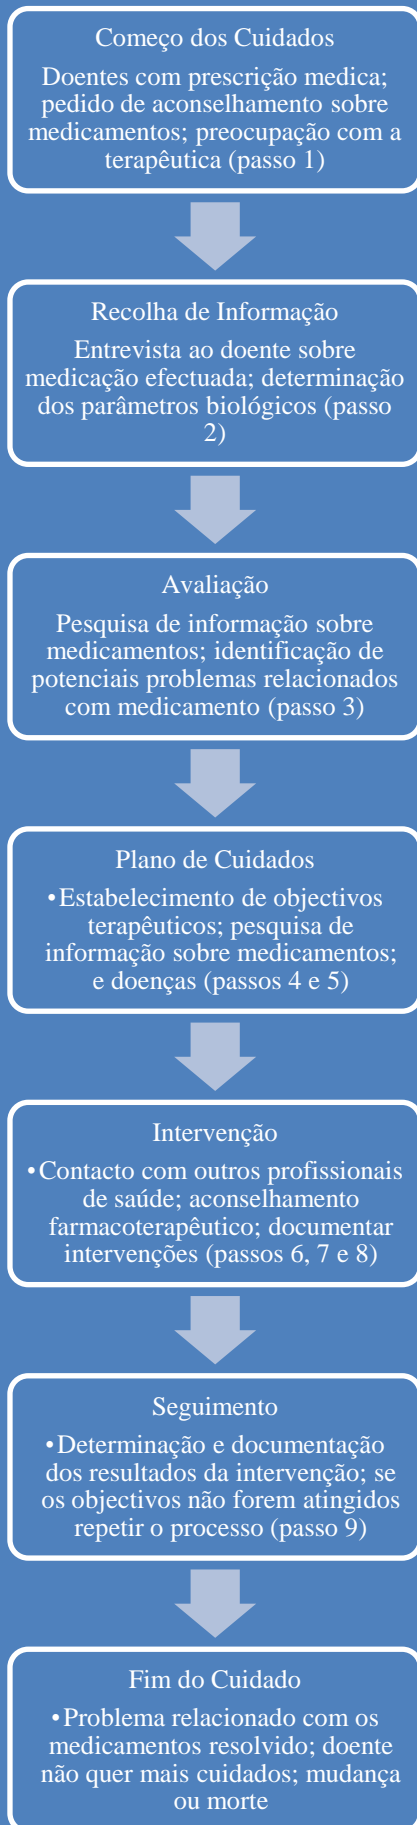 Começo dos Cuidados
Doentes com prescrição medica;
pedido de aconselhamento sobre
medicamentos; preocupação com a
terapêutica (passo 1)
Recolha de Informação
Entrevista ao doente sobre
medicação efectuada; determinação
dos parâmetros biológicos (passo
2)
Avaliação
Pesquisa de informação sobre
medicamentos; identificação de
potenciais problemas relacionados
com medicamento (passo 3)
Plano de Cuidados
•Estabelecimento de objectivos
terapêuticos; pesquisa de
informação sobre medicamentos;
e doenças (passos 4 e 5)
Intervenção
•Contacto com outros profissionais
de saúde; aconselhamento
farmacoterapêutico; documentar
intervenções (passos 6, 7 e 8)
Seguimento
•Determinação e documentação
dos resultados da intervenção; se
os objectivos não forem atingidos
repetir o processo (passo 9)
Fim do Cuidado
•Problema relacionado com os
medicamentos resolvido; doente
não quer mais cuidados; mudança
ou morte